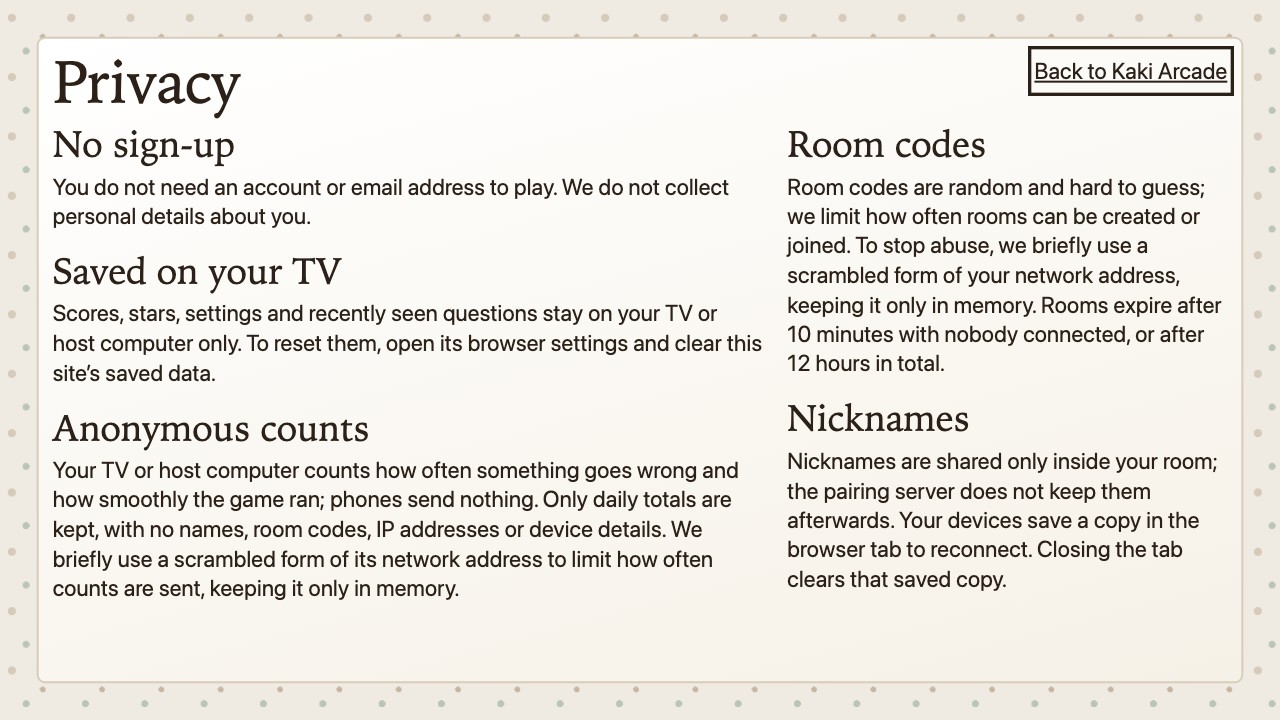 Privacy
Back to Kaki Arcade
No sign-up
You do not need an account or email address to play. We do not collect
personal details about you.
Saved on your TV
Scores, stars, settings and recently seen questions stay on your TV or
host computer only. To reset them, open its browser settings and clear this
site’s saved data.
Anonymous counts
Your TV or host computer counts how often something goes wrong and
how smoothly the game ran; phones send nothing. Only daily totals are
kept, with no names, room codes, IP addresses or device details. We
briefly use a scrambled form of its network address to limit how often
counts are sent, keeping it only in memory.
Room codes
Room codes are random and hard to guess;
we limit how often rooms can be created or
joined. To stop abuse, we briefly use a
scrambled form of your network address,
keeping it only in memory. Rooms expire after
10 minutes with nobody connected, or after
12 hours in total.
Nicknames
Nicknames are shared only inside your room;
the pairing server does not keep them
afterwards. Your devices save a copy in the
browser tab to reconnect. Closing the tab
clears that saved copy.